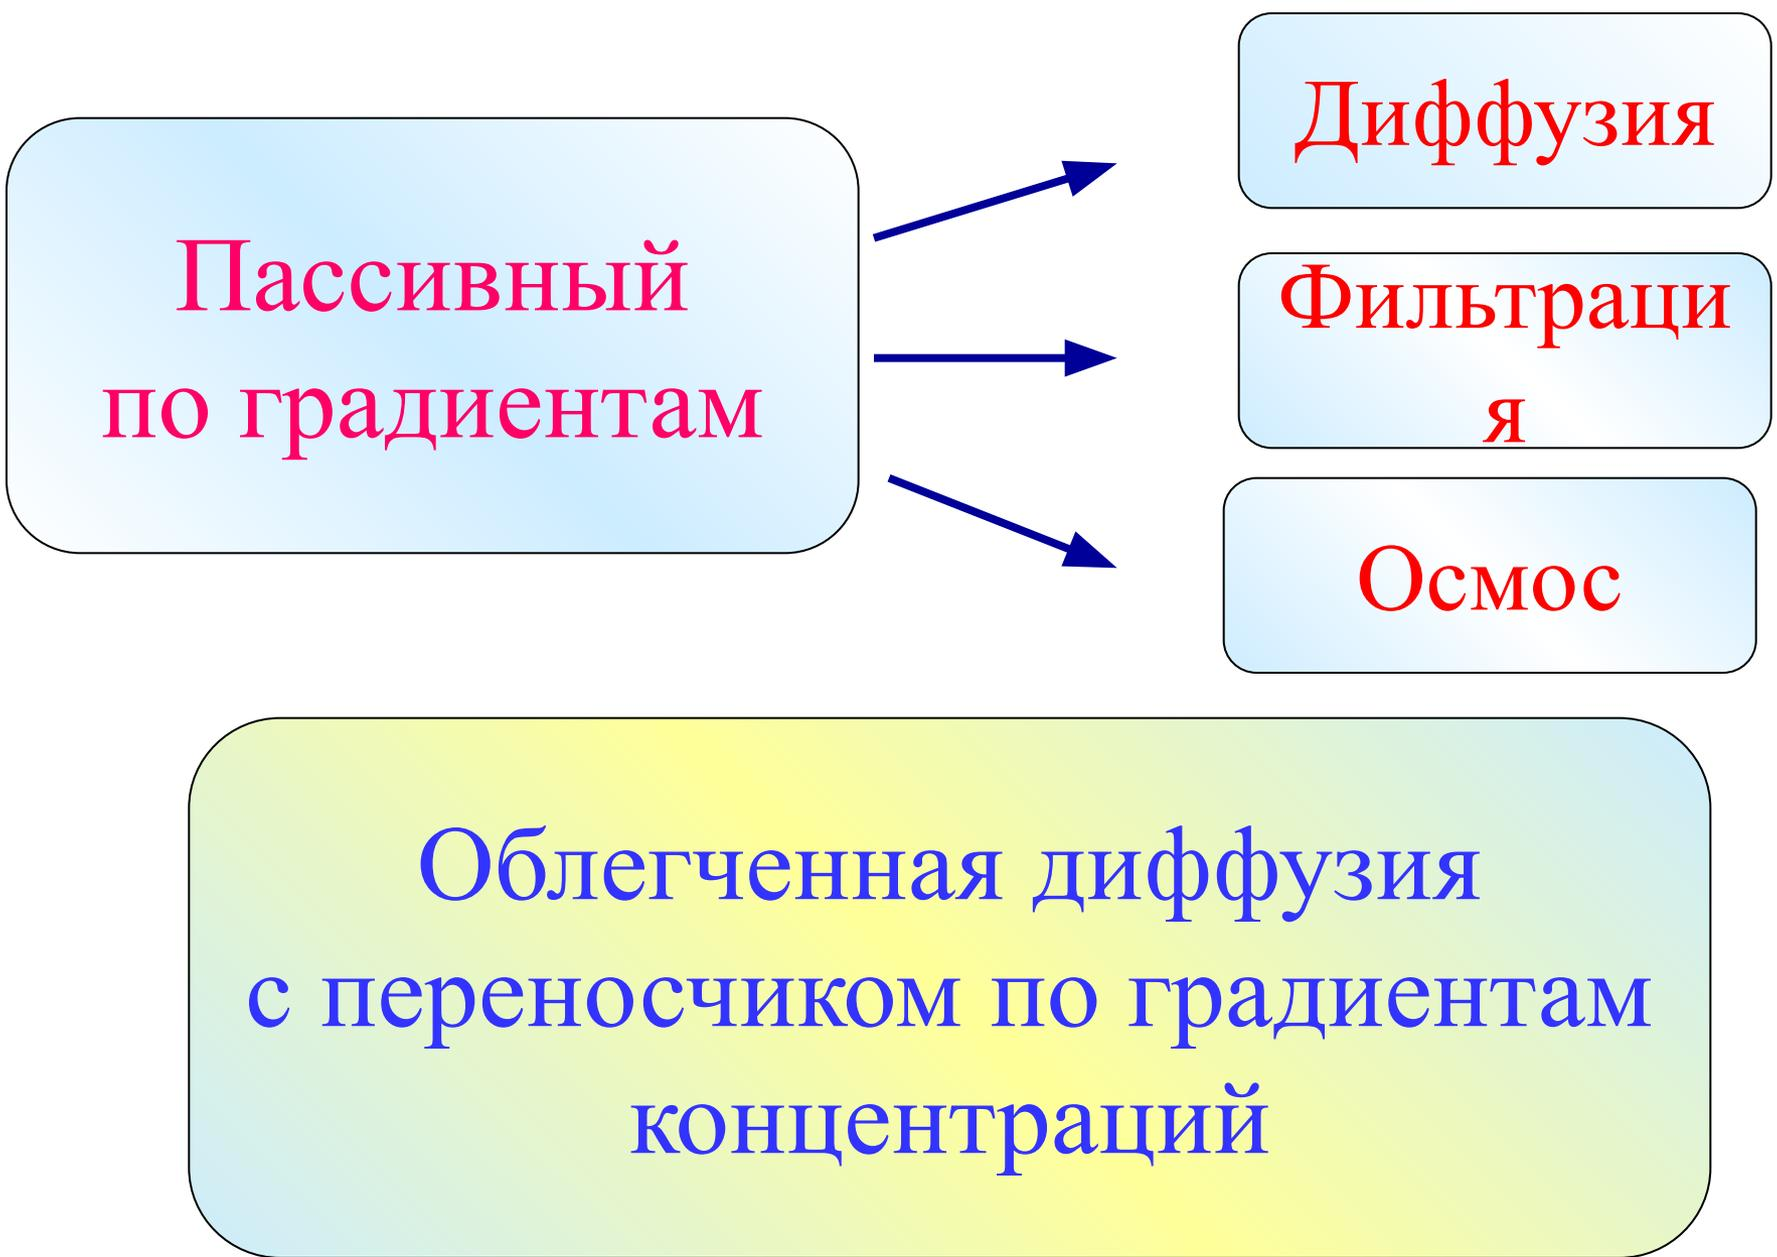 Пассивный
по градиентам
Диффузия
Фильтраци
я
Осмос
Облегченная диффузия
с переносчиком по градиентам
концентраций